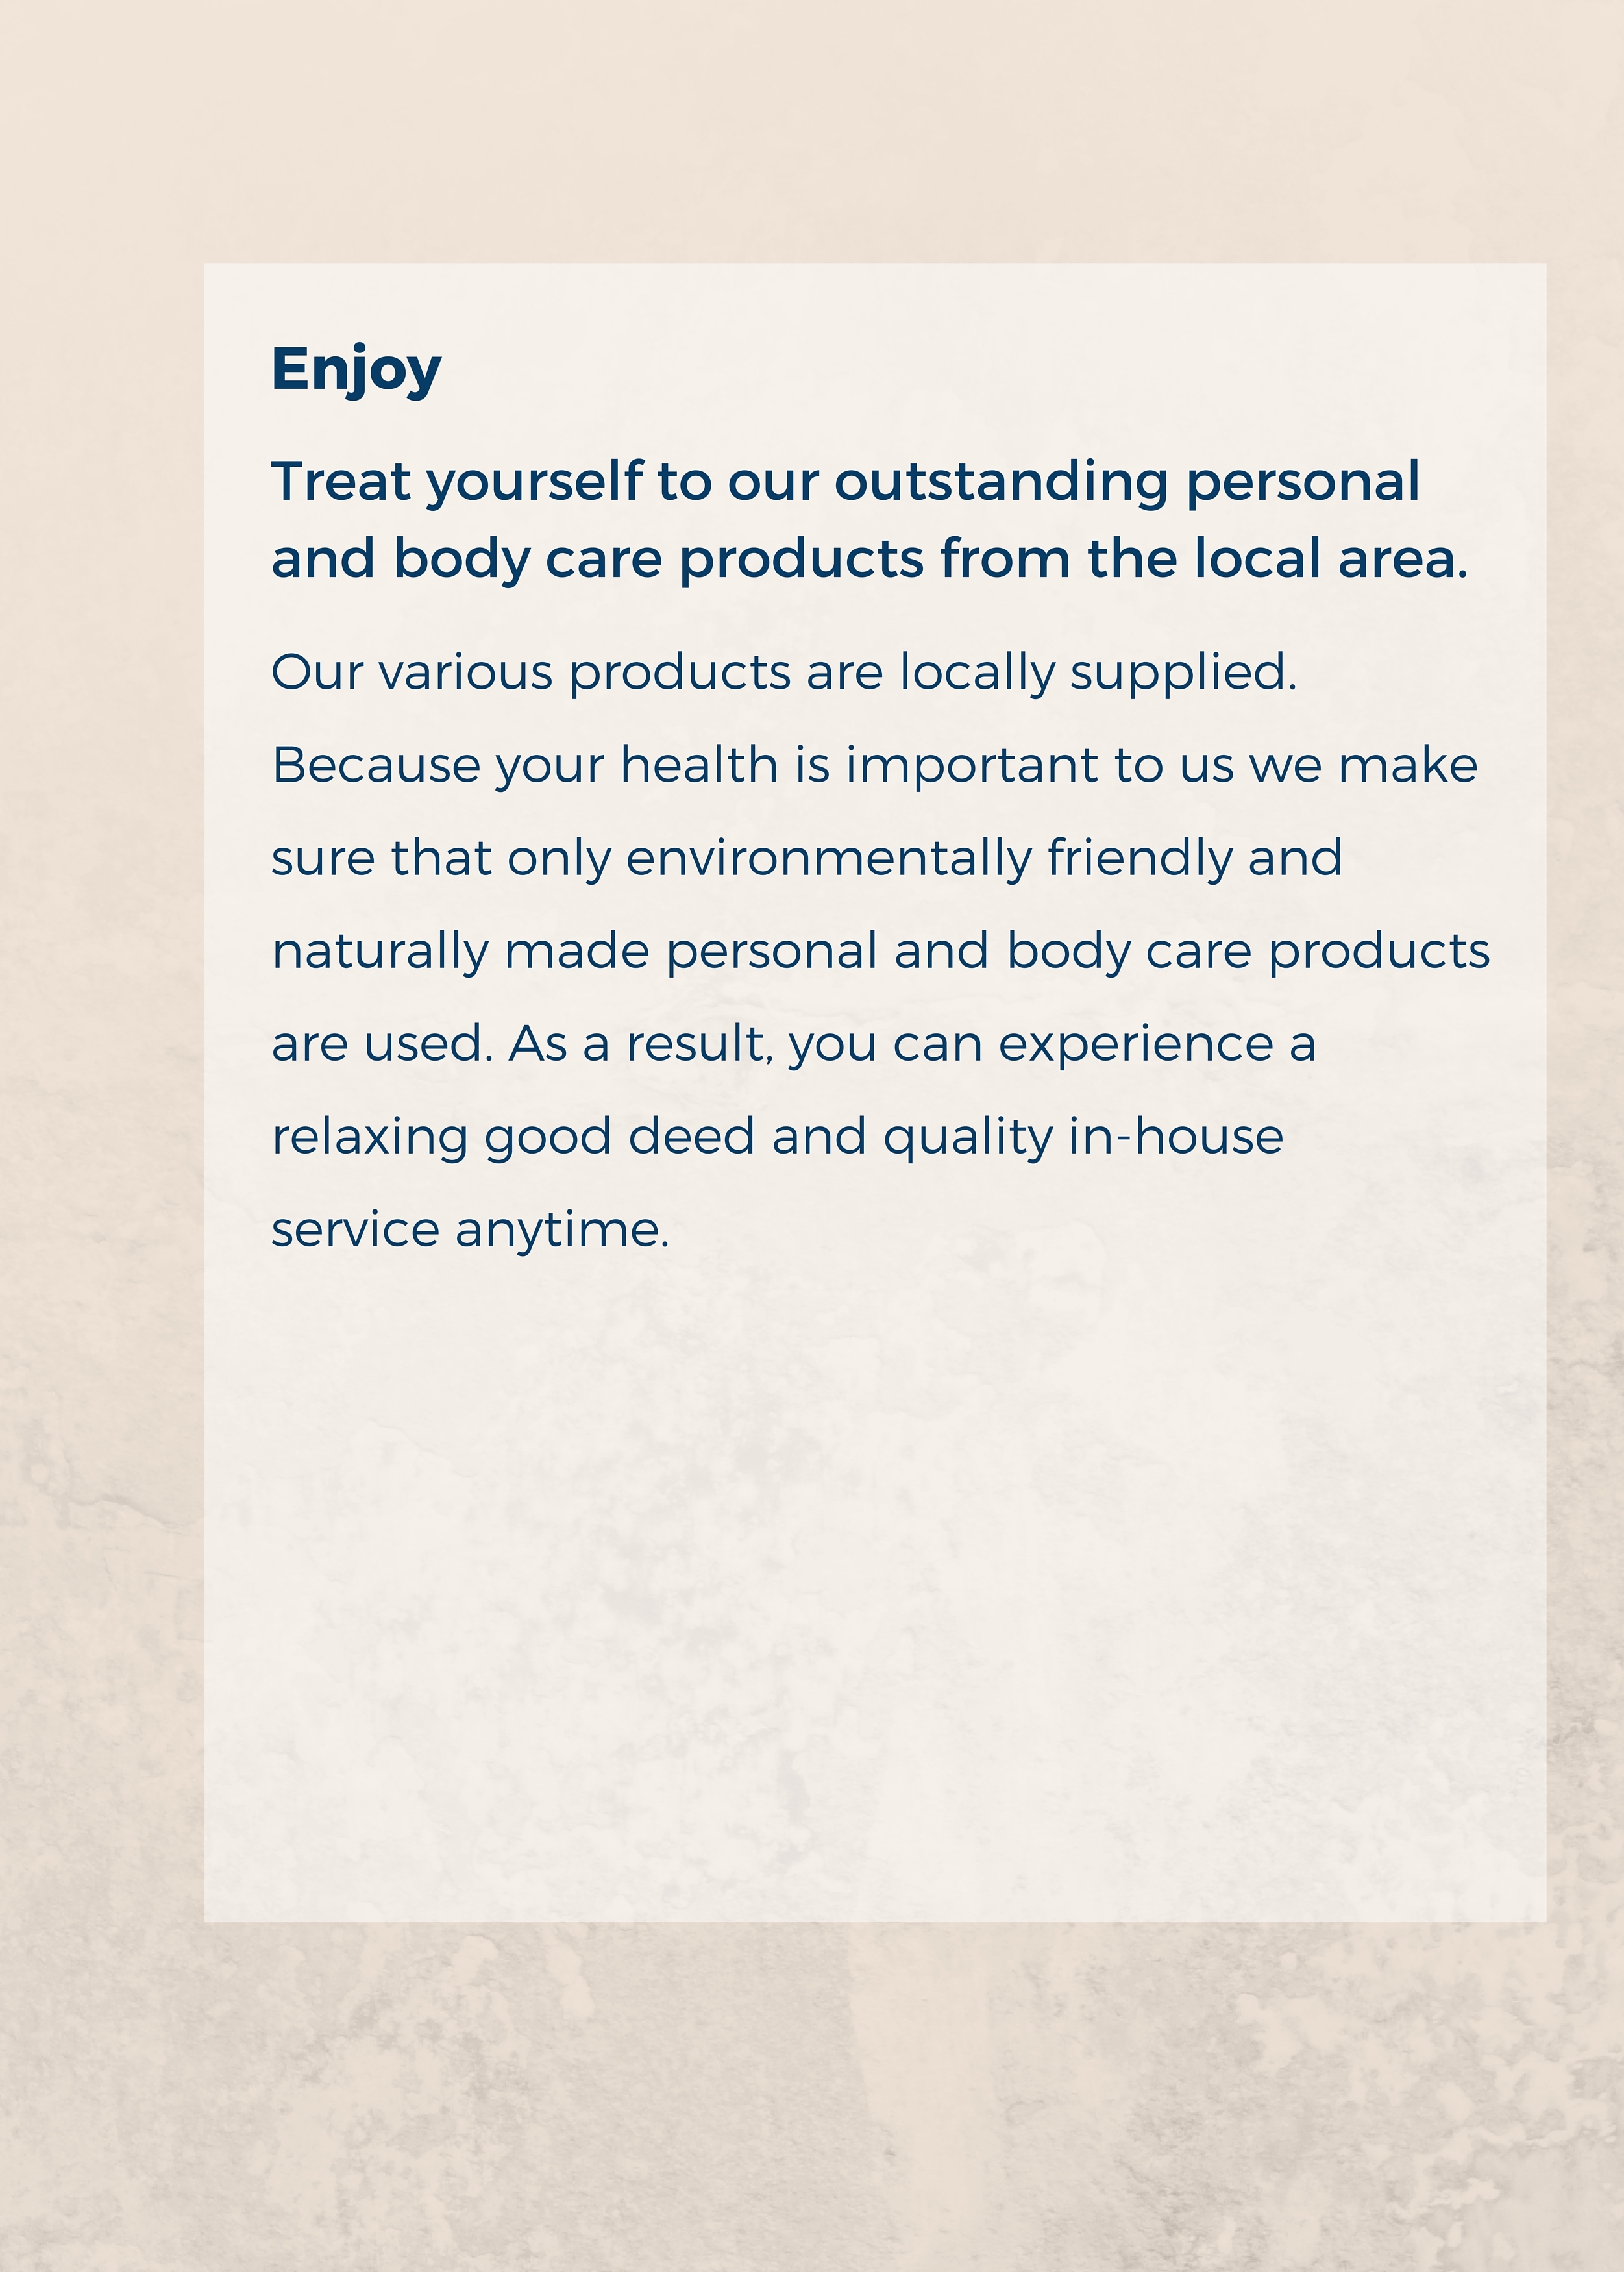 Enjoy
Treat yourself to our outstanding personal
and body care products from the local area.
Our various products are locally supplied.
Because your health is important to us we make
sure that only environmentally friendly and
naturally made personal and body care products
are used. As a result, you can experience a
relaxing good deed and quality in-house
service anytime.